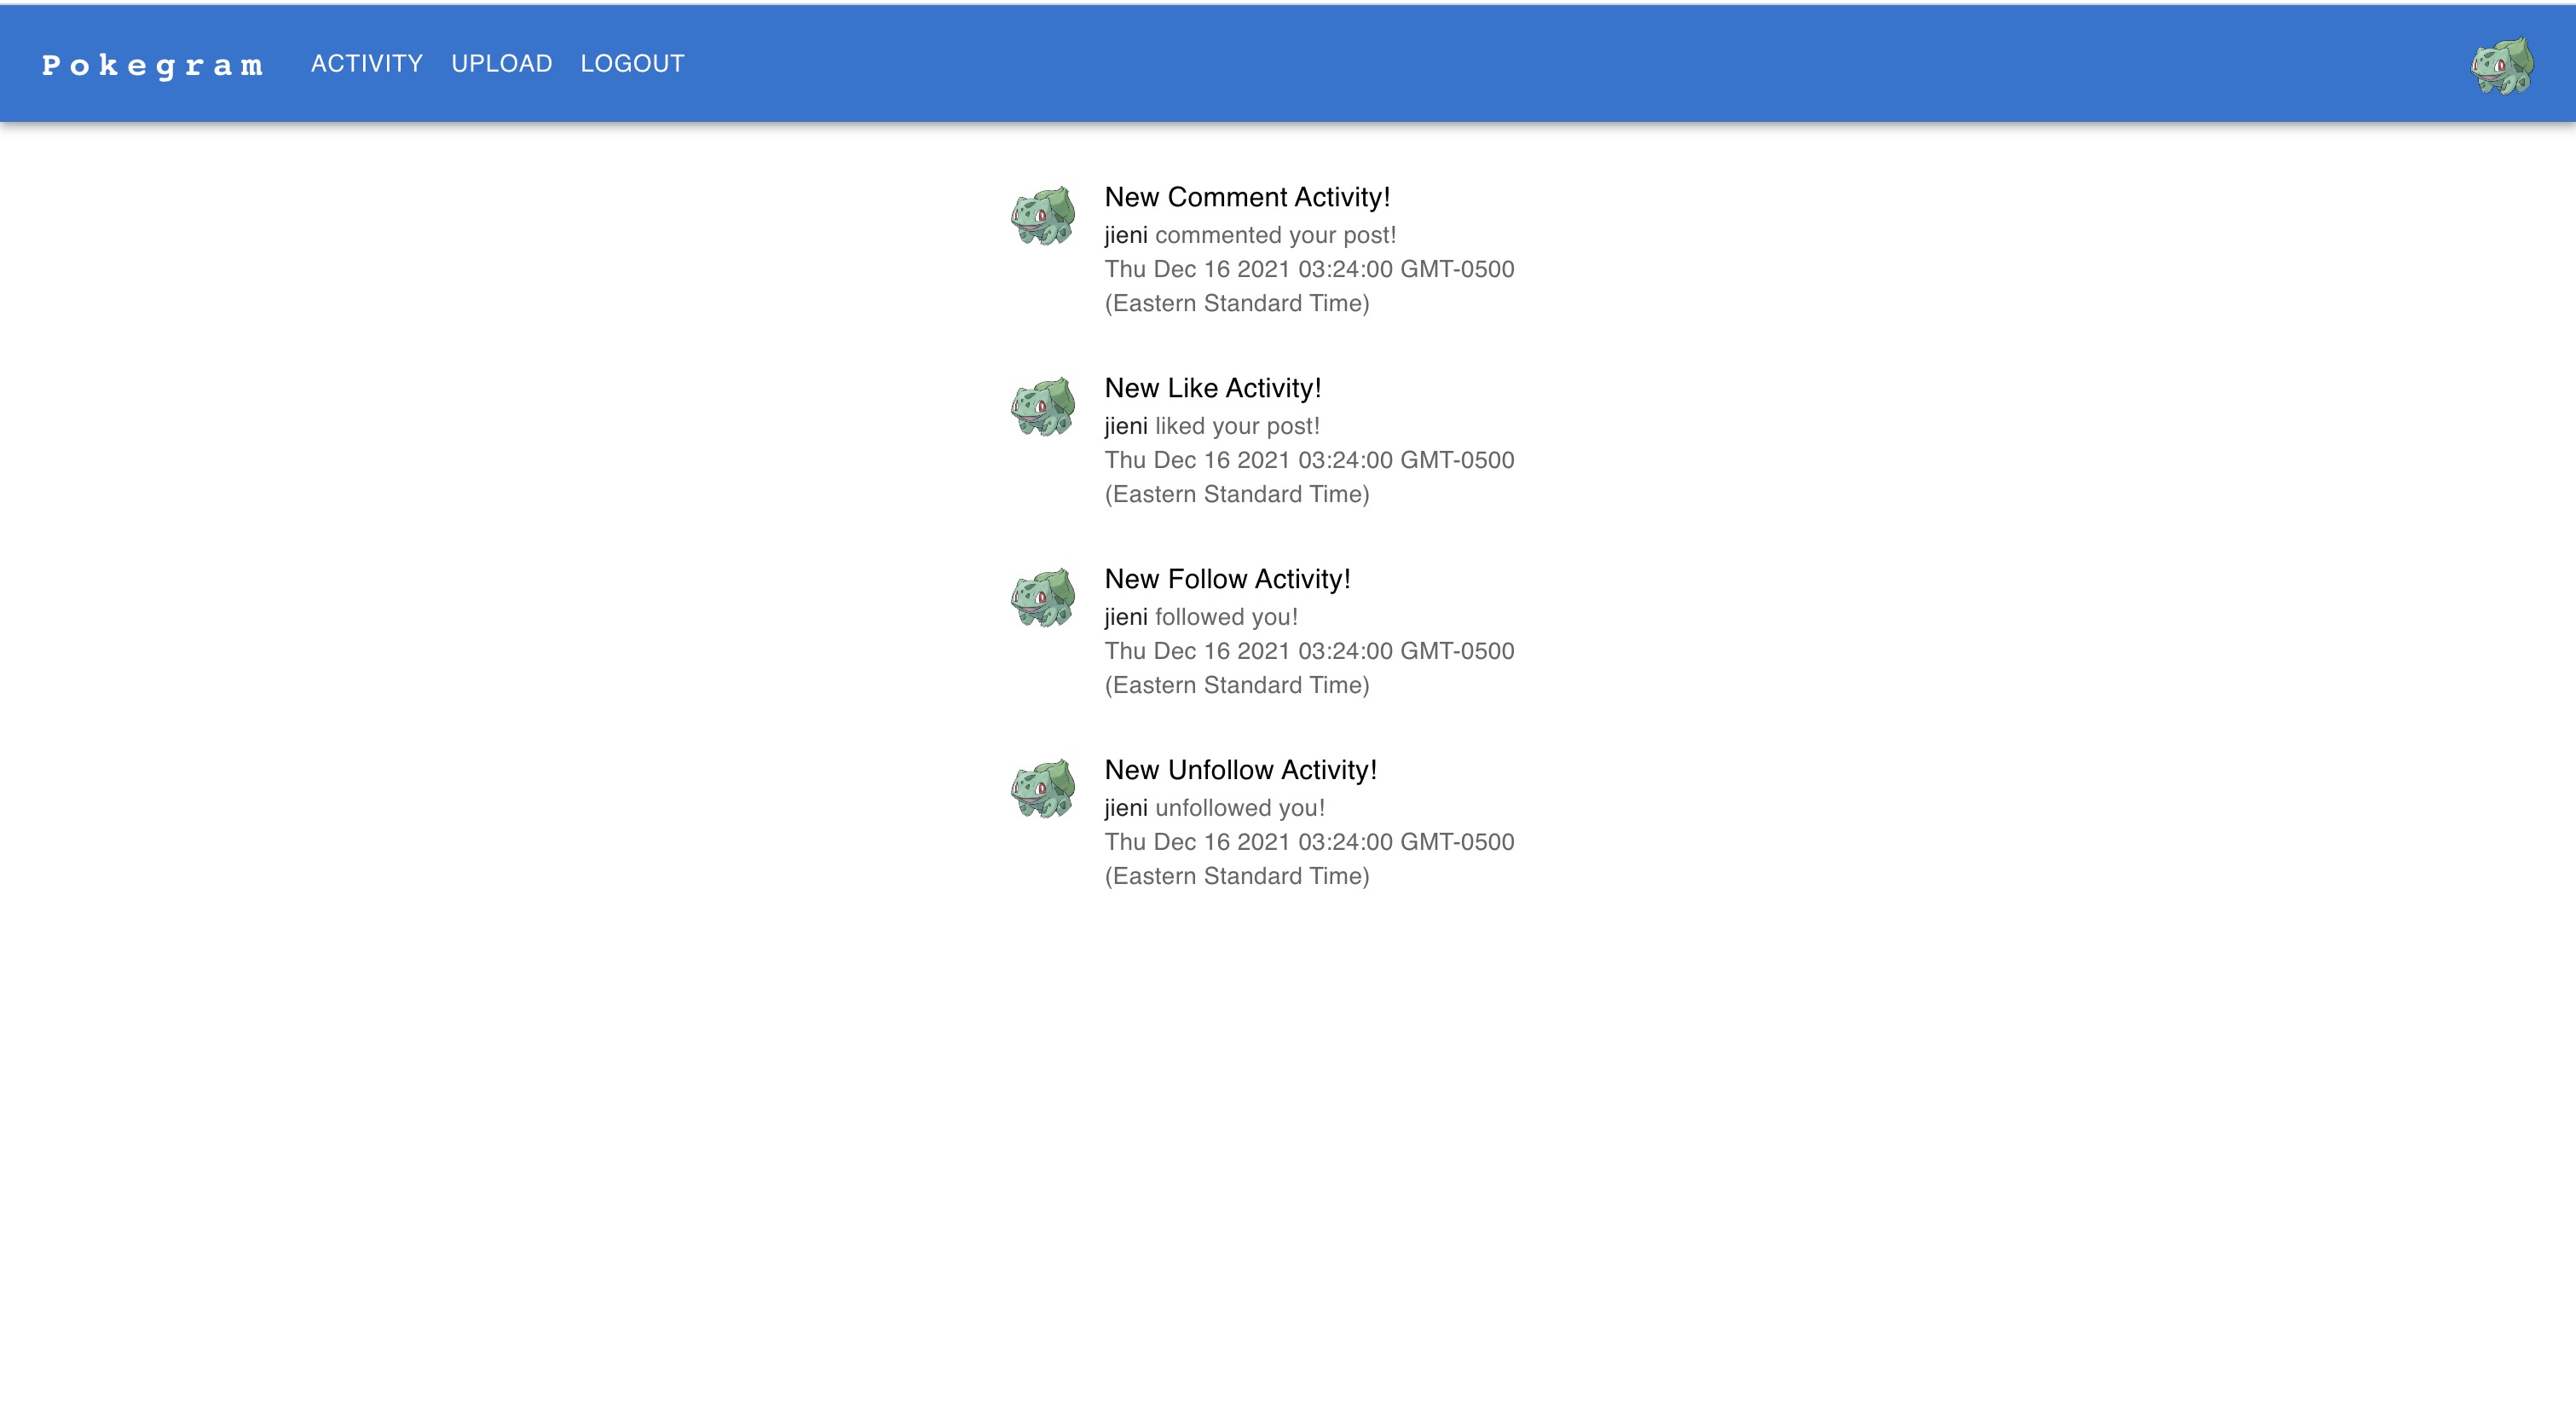 Pokegram ACTIVITY UPLOAD LOGOUT
New Comment Activity!
jieni commented your post!
Thu Dec 16 2021 03:24:00 GMT-0500
(Eastern Standard Time)
New Like Activity!
jieni liked your post!
Thu Dec 16 2021 03:24:00 GMT-0500
(Eastern Standard Time)
New Follow Activity!
jieni followed you!
Thu Dec 16 2021 03:24:00 GMT-0500
(Eastern Standard Time)
New Unfollow Activity!
jieni unfollowed you!
Thu Dec 16 2021 03:24:00 GMT-0500
(Eastern Standard Time)